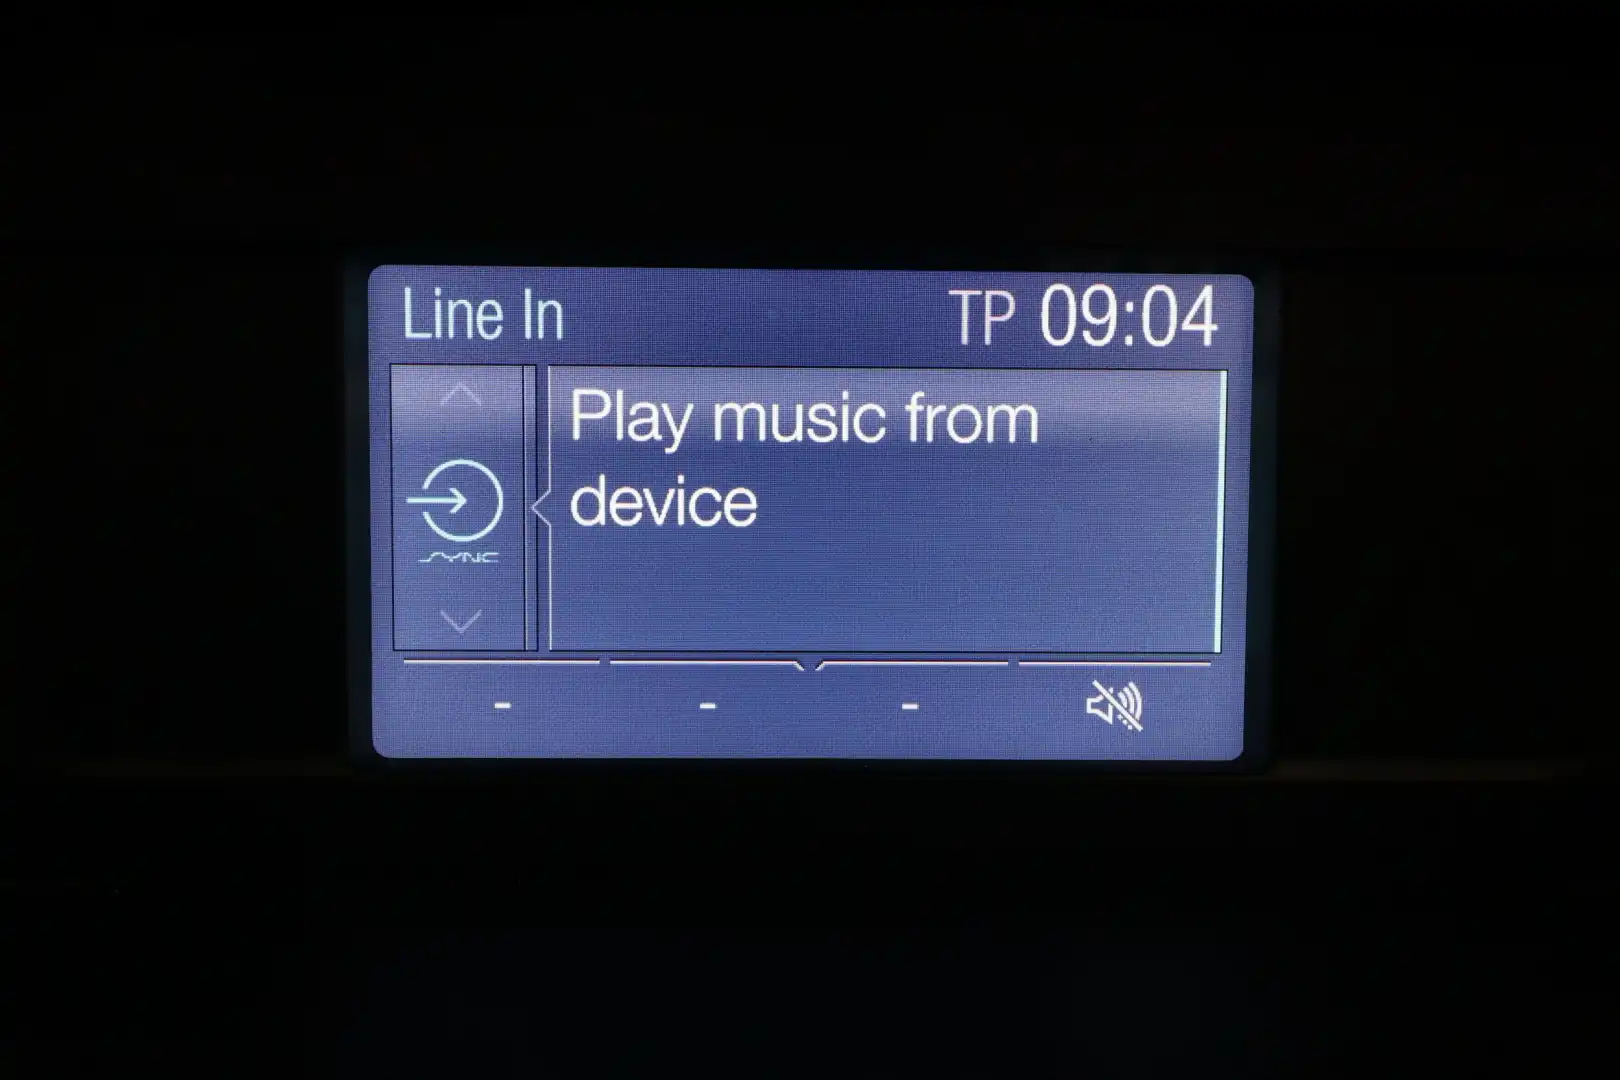 Line In
TP 09:04
Play music from
device
SYNC
- - -